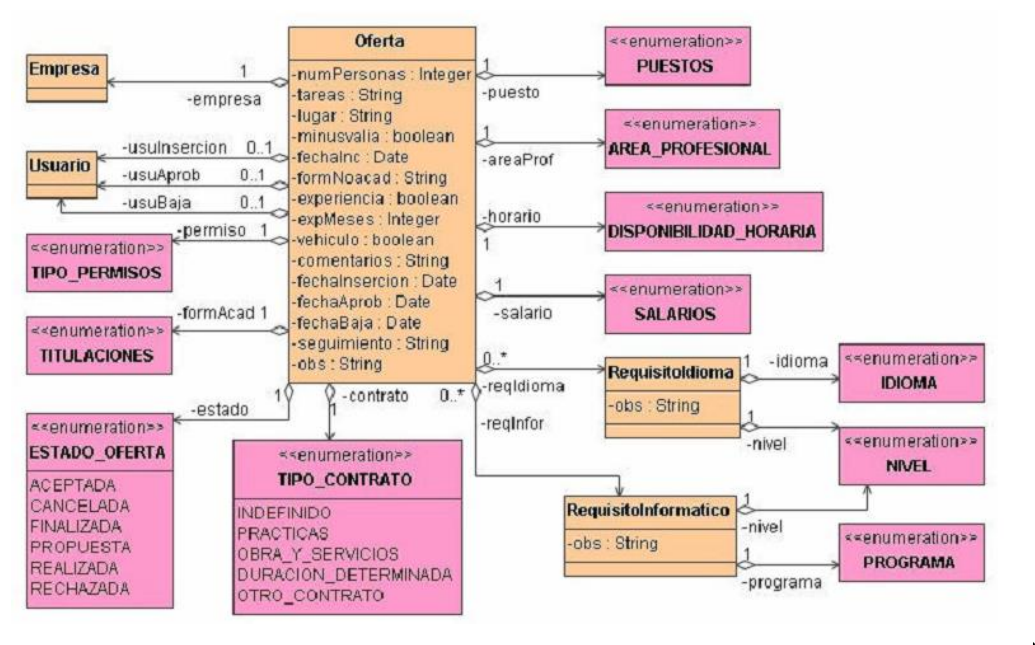 Oferta
-numPersonas : Integer
-tareas : String
-lugar : String
-minusvalia : boolean
-fechaInc : Date
-formNoacad : String
-experiencia : boolean
-expMeses : Integer
-vehiculo : boolean
-comentarios : String
-fechaInsercion : Date
-fechaAprob : Date
-fechaBaja : Date
-seguimiento : String
-obs : String
Empresa
1
-empresa
Usuario
-usuInsercion 0..1
-usuAprob 0..1
-usuBaja 0..1
-permiso 1
<<enumeration>>
TIPO_PERMISOS
-formAcad 1
<<enumeration>>
TITULACIONES
1
-estado
<<enumeration>>
ESTADO_OFERTA
ACEPTADA
CANCELADA
FINALIZADA
PROPUESTA
REALIZADA
RECHAZADA
-contrato
1
<<enumeration>>
TIPO_CONTRATO
INDEFINIDO
PRACTICAS
OBRA_Y_SERVICIOS
DURACION_DETERMINADA
OTRO_CONTRATO
1
-puesto
<<enumeration>>
PUESTOS
1
-areaProf
<<enumeration>>
AREA_PROFESIONAL
-horario
1
<<enumeration>>
DISPONIBILIDAD_HORARIA
1
-salario
<<enumeration>>
SALARIOS
0..*
-reqIdioma
RequisitoIdioma
-obs : String
1 -idioma
<<enumeration>>
IDIOMA
1
-nivel
<<enumeration>>
NIVEL
0..*
-reqInfor
RequisitoInformatico
-obs : String
1
-nivel
1
-programa
<<enumeration>>
PROGRAMA